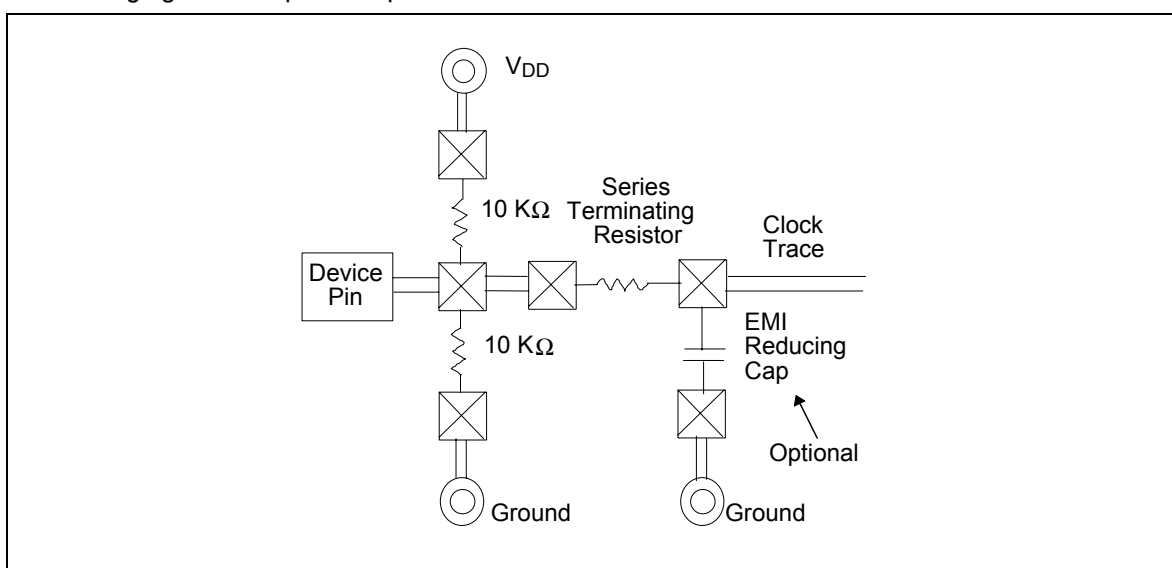 VDD
10 KΩ
Series
Terminating
Resistor
Clock
Trace
Device
Pin
10 KΩ
EMI
Reducing
Cap
Optional
Ground
Ground